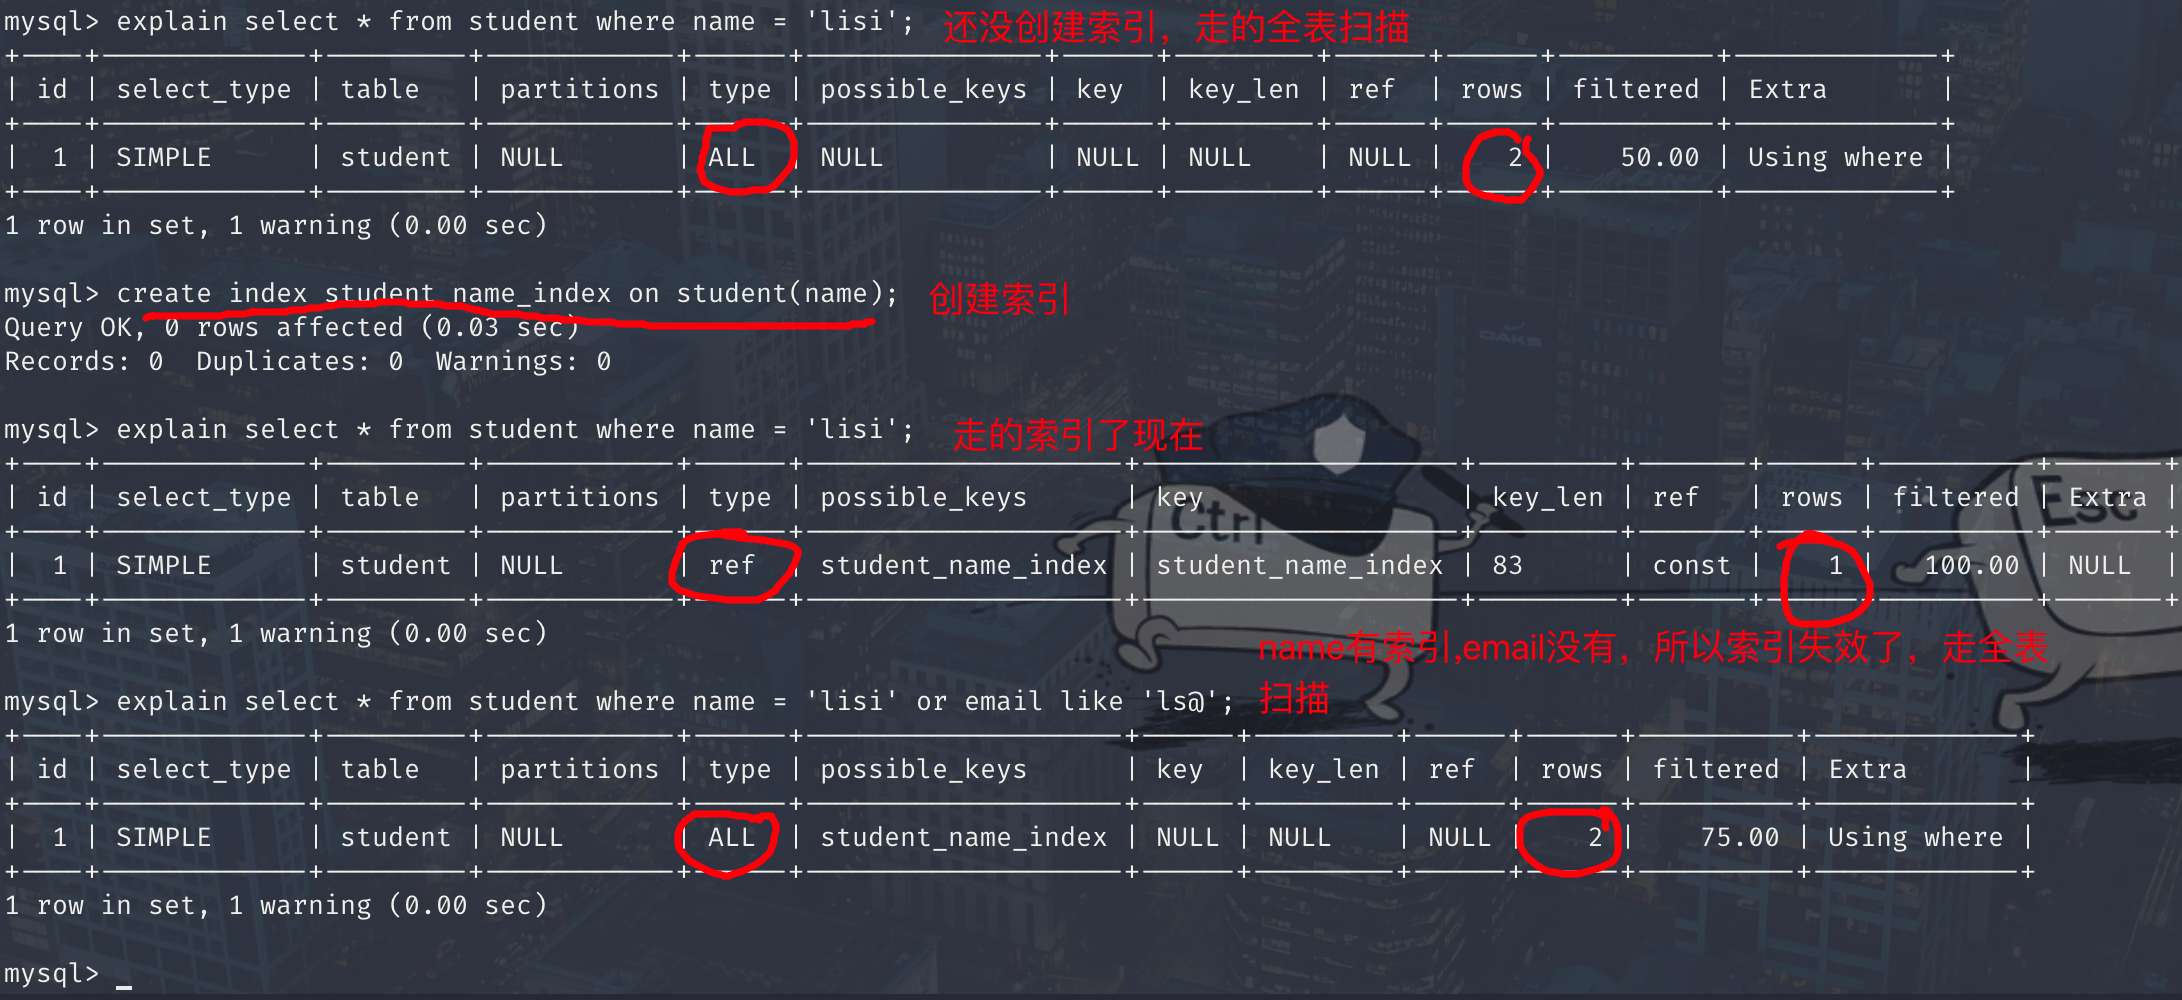 mysql> explain select * from student where name = 'lisi'; 还没创建索引，走的全表扫描
+----+-------------+---------+------------+------+---------------+------+---------+------+------+----------+-------------+
| id | select_type | table   | partitions | type | possible_keys | key  | key_len | ref  | rows | filtered | Extra       |
+----+-------------+---------+------------+------+---------------+------+---------+------+------+----------+-------------+
|  1 | SIMPLE      | student | NULL       | ALL  | NULL          | NULL | NULL    | NULL |    2 |    50.00 | Using where |
+----+-------------+---------+------------+------+---------------+------+---------+------+------+----------+-------------+
1 row in set, 1 warning (0.00 sec)
mysql> create index student_name_index on student(name); 创建索引
Query OK, 0 rows affected (0.03 sec)
Records: 0  Duplicates: 0  Warnings: 0
mysql> explain select * from student where name = 'lisi'; 走的索引了现在
+----+-------------+---------+------------+------+--------------------+--------------------+---------+-------+------+----------+-------+
| id | select_type | table   | partitions | type | possible_keys      | key                | key_len | ref   | rows | filtered | Extra |
+----+-------------+---------+------------+------+--------------------+--------------------+---------+-------+------+----------+-------+
|  1 | SIMPLE      | student | NULL       | ref  | student_name_index | student_name_index | 83      | const |    1 |   100.00 | NULL  |
+----+-------------+---------+------------+------+--------------------+--------------------+---------+-------+------+----------+-------+
Ctrl
Esc
1 row in set, 1 warning (0.00 sec)
name有索引,email没有，所以索引失效了，走全表
扫描
mysql> explain select * from student where name = 'lisi' or email like 'ls@';
+----+-------------+---------+------------+------+--------------------+------+---------+------+------+----------+-------------+
| id | select_type | table   | partitions | type | possible_keys      | key  | key_len | ref  | rows | filtered | Extra       |
+----+-------------+---------+------------+------+--------------------+------+---------+------+------+----------+-------------+
|  1 | SIMPLE      | student | NULL       | ALL  | student_name_index | NULL | NULL    | NULL |    2 |    75.00 | Using where |
+----+-------------+---------+------------+------+--------------------+------+---------+------+------+----------+-------------+
1 row in set, 1 warning (0.00 sec)
mysql> _